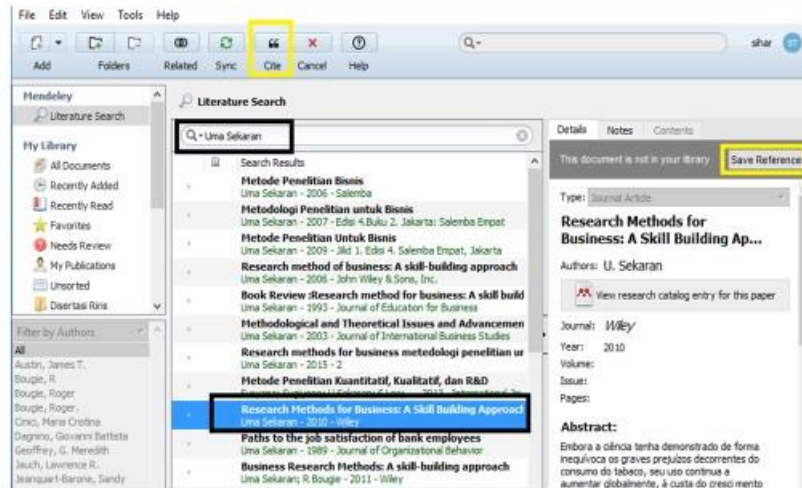 File Edit View Tools Help
Add Folders Related Sync Cite Cancel Help
sihar ST
Mendeley
Literature Search
My Library
All Documents
Recently Added
Recently Read
Favorites
Needs Review
My Publications
Unsorted
Disertasi Riris
Filter by Authors
All
Austin, James T.
Bougie, R
Bougie, Roger
Bougie, Roger.
Cinici, Maria Cristina
Dagnino, Giovanni Battista
Geoffrey, G. Meredith
Jauch, Lawrence R.
Jeanquart-Barone, Sandy
Literature Search
Uma Sekaran
Search Results
Metode Penelitian Bisnis
Uma Sekaran - 2006 - Salemba
Metodologi Penelitian untuk Bisnis
Uma Sekaran - 2007 - Edisi 4.Buku 2. Jakarta: Salemba Empat
Metode Penelitian Untuk Bisnis
Uma Sekaran - 2009 - Jild 1. Edisi 4. Salemba Empat, Jakarta
Research method of business: A skill-building approach
Uma Sekaran - 2006 - John Wiley & Sons, Inc.
Book Review :Research method for business: A skill build
Uma Sekaran - 1993 - Journal of Education for Business
Methodological and Theoretical Issues and Advancemen
Uma Sekaran - 2003 - Journal of International Business Studies
Research methods for business metedologi penelitian ur
Uma Sekaran - 2015 - 2
Metode Penelitian Kuantitatif, Kualitatif, dan R&D
Research Methods for Business: A Skill Building Approach
Uma Sekaran - 2010 - Wiley
Paths to the job satisfaction of bank employees
Uma Sekaran - 1989 - Journal of Organizational Behavior
Business Research Methods: A skill-building approach
Uma Sekaran; R Bougie - 2011 - Wiley
Details Notes Contents
This document is not in your library Save Reference
Type: Journal Article
Research Methods for
Business: A Skill Building Ap...
Authors: U. Sekaran
View research catalog entry for this paper
Journal: Wiley
Year: 2010
Volume:
Issue:
Pages:
Abstract:
Embora a ciência tenha demonstrado de forma
inequívoca os graves prejuízos decorrentes do
consumo do tabaco, seu uso continua a
aumentar globalmente, à custa do cresci mento